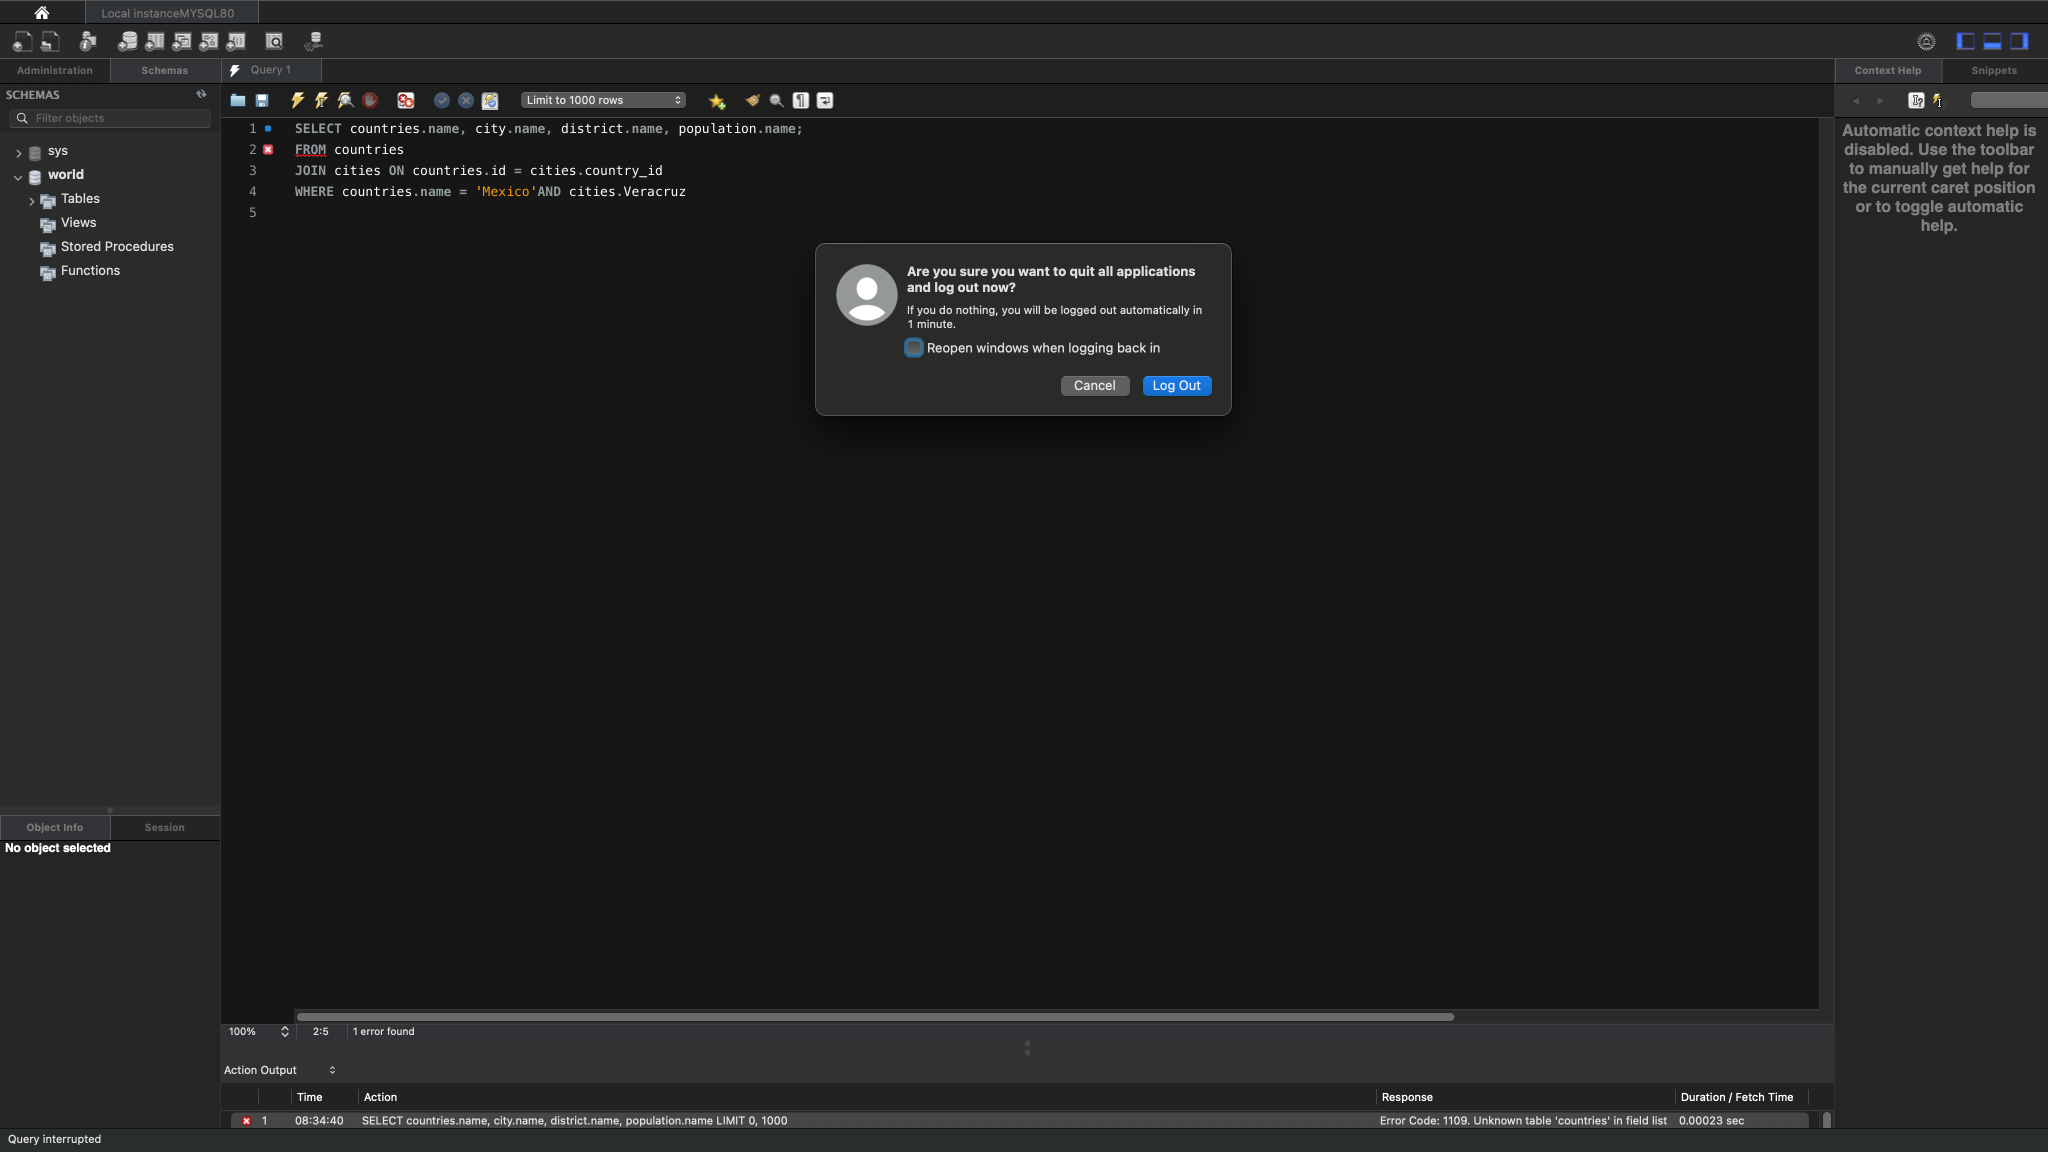 Local instanceMYSQL80
Administration
Schemas
Query 1
Context Help
Snippets
SCHEMAS
Filter objects
sys
world
Tables
Views
Stored Procedures
Functions
Limit to 1000 rows
1 SELECT countries.name, city.name, district.name, population.name;
2 FROM countries
3 JOIN cities ON countries.id = cities.country_id
4 WHERE countries.name = 'Mexico'AND cities.Veracruz
5
Automatic context help is
disabled. Use the toolbar
to manually get help for
the current caret position
or to toggle automatic
help.
Are you sure you want to quit all applications
and log out now?
If you do nothing, you will be logged out automatically in
1 minute.
Reopen windows when logging back in
Cancel
Log Out
Object Info
Session
No object selected
100%
2:5
1 error found
Action Output
Time
Action
Response
Duration / Fetch Time
1 08:34:40 SELECT countries.name, city.name, district.name, population.name LIMIT 0, 1000 Error Code: 1109. Unknown table 'countries' in field list 0.00023 sec
Query interrupted